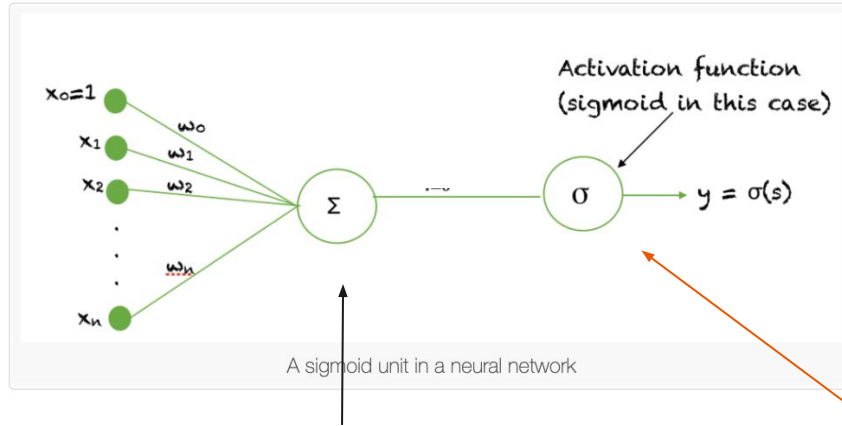 Activation function
(sigmoid in this case)
x₀=1
w₀
x₁
w₁
x₂
w₂
Σ
σ
y = σ(s)
.
.
.
wₙ
xₙ
A sigmoid unit in a neural network